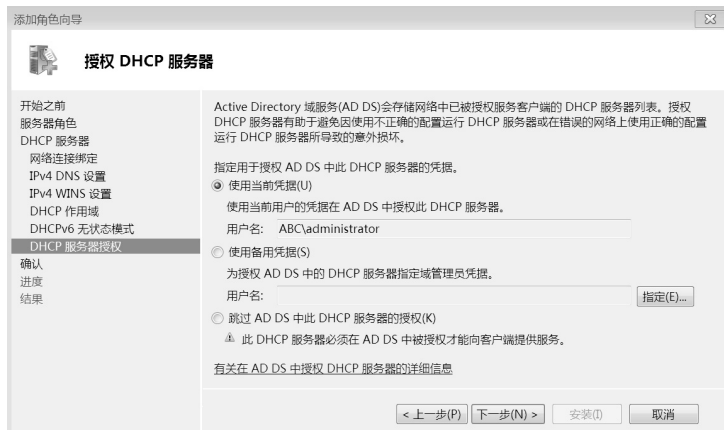 添加角色向导
授权 DHCP 服务器
开始之前
服务器角色
DHCP 服务器
网络连接绑定
IPv4 DNS 设置
IPv4 WINS 设置
DHCP 作用域
DHCPv6 无状态模式
DHCP 服务器授权
确认
进度
结果
Active Directory 域服务(AD DS)会存储网络中已被授权服务客户端的 DHCP 服务器列表。授权
DHCP 服务器有助于避免因使用不正确的配置运行 DHCP 服务器或在错误的网络上使用正确的配置
运行 DHCP 服务器所导致的意外损坏。
指定用于授权 AD DS 中此 DHCP 服务器的凭据。
使用当前凭据(U)
使用当前用户的凭据在 AD DS 中授权此 DHCP 服务器。
用户名: ABC\administrator
使用备用凭据(S)
为授权 AD DS 中的 DHCP 服务器指定域管理员凭据。
用户名:
指定(E)...
跳过 AD DS 中此 DHCP 服务器的授权(K)
此 DHCP 服务器必须在 AD DS 中被授权才能向客户端提供服务。
有关在 AD DS 中授权 DHCP 服务器的详细信息
< 上一步(P) 下一步(N) > 安装(I) 取消